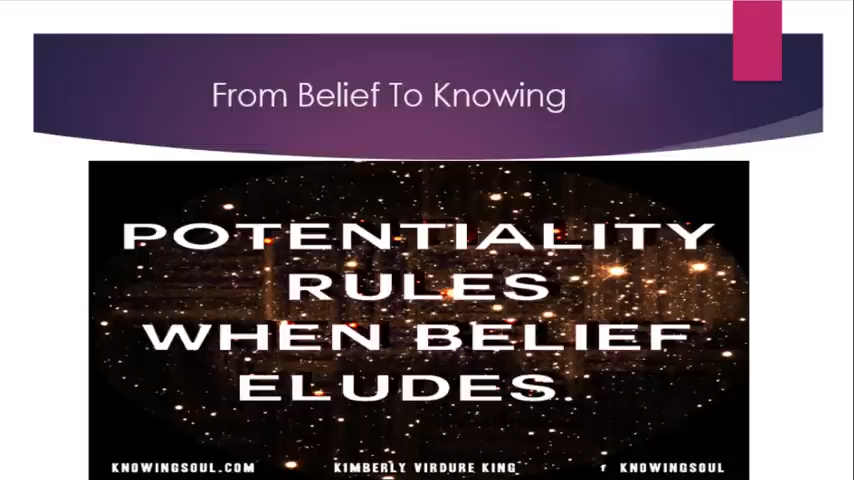 From Belief To Knowing
POTENTIALITY
RULES
WHEN BELIEF
ELUDES.
KNOWINGSOUL.COM KIMBERLY VIRDURE KING f KNOWINGSOUL